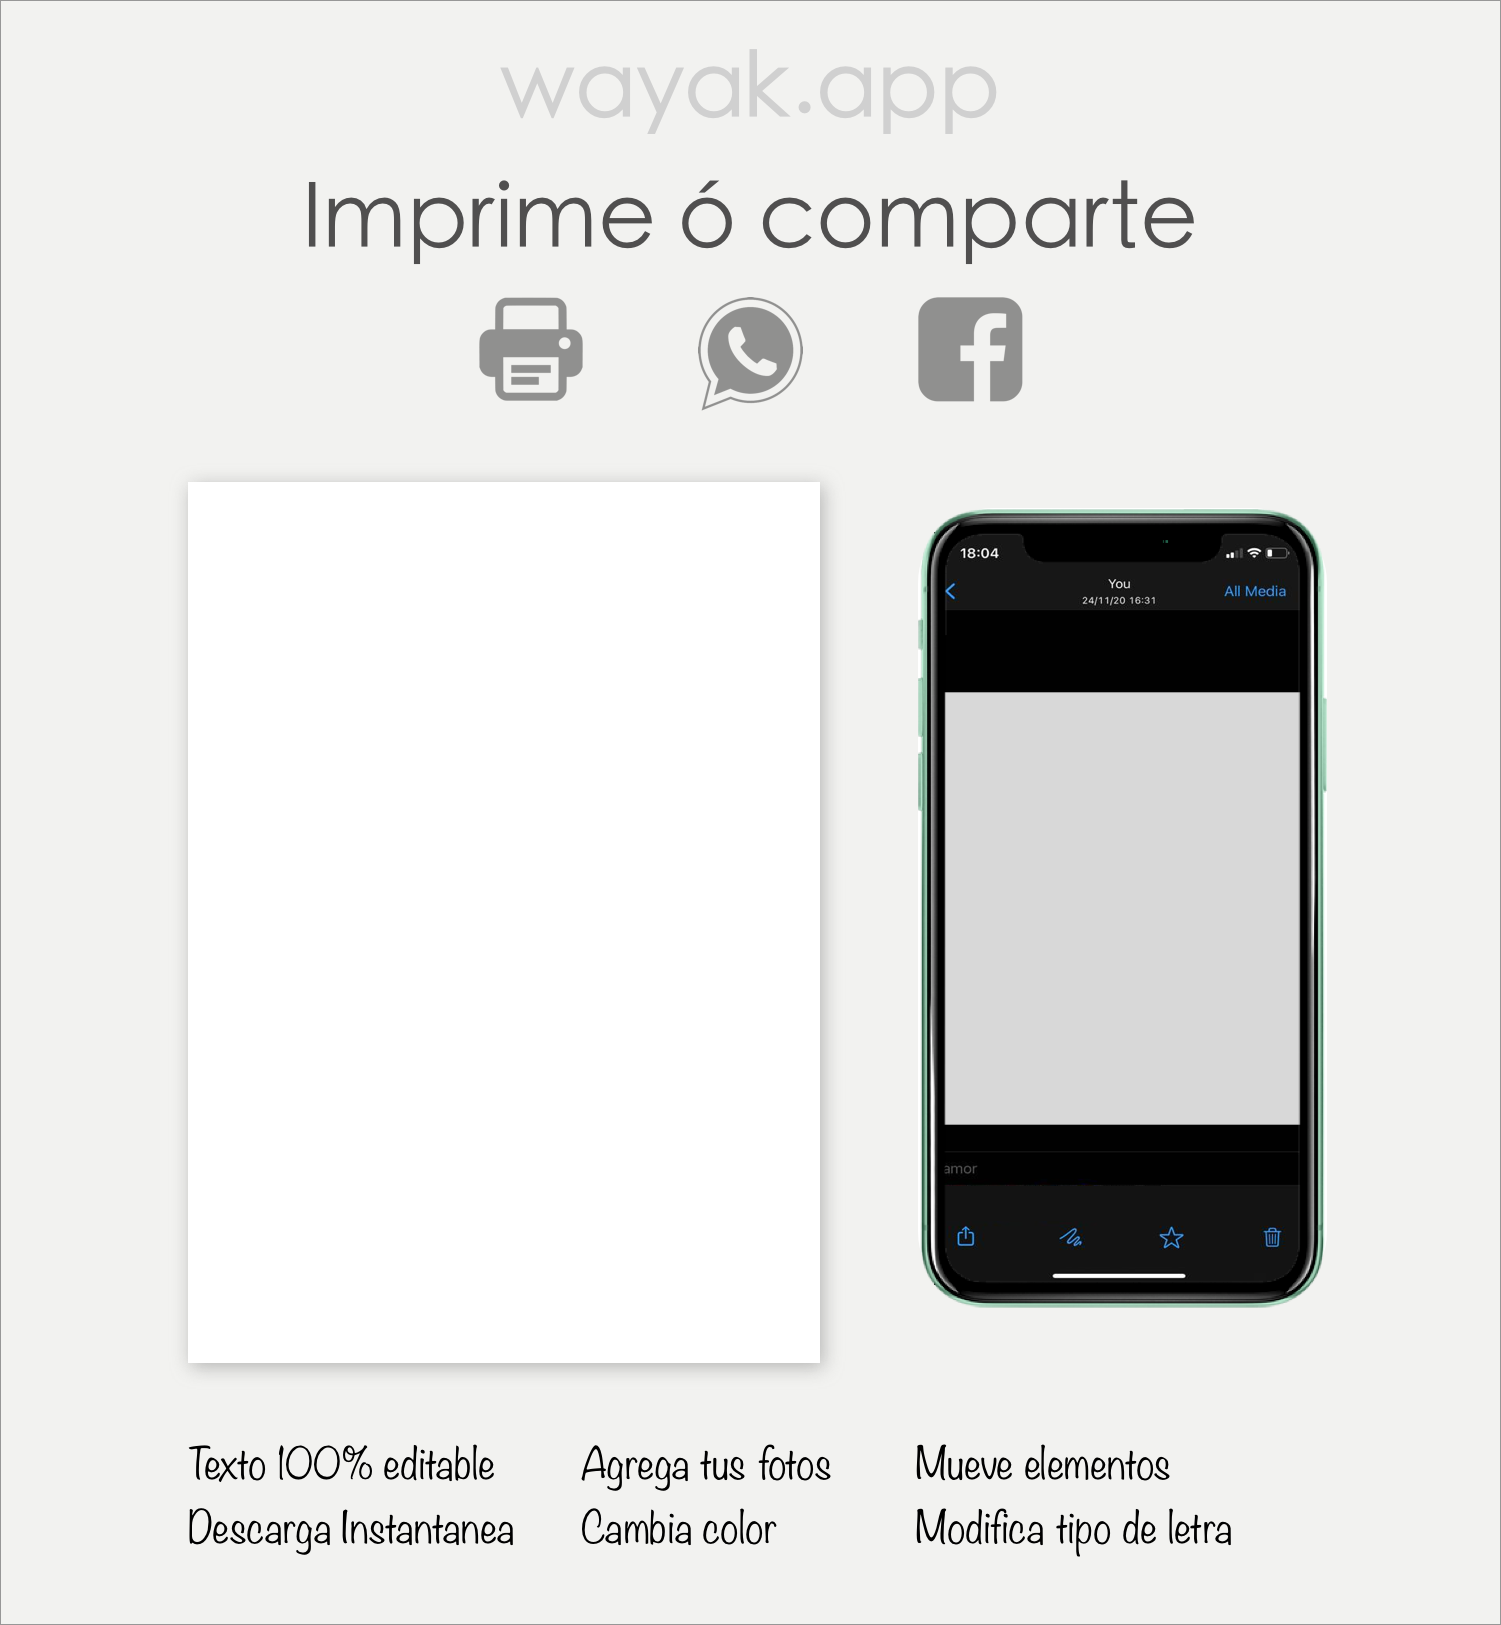 wayak.app
Imprime ó comparte
18:04
You
24/11/20 16:31
All Media
amor
Texto 100% editable
Agrega tus fotos
Mueve elementos
Descarga Instantanea
Cambia color
Modifica tipo de letra